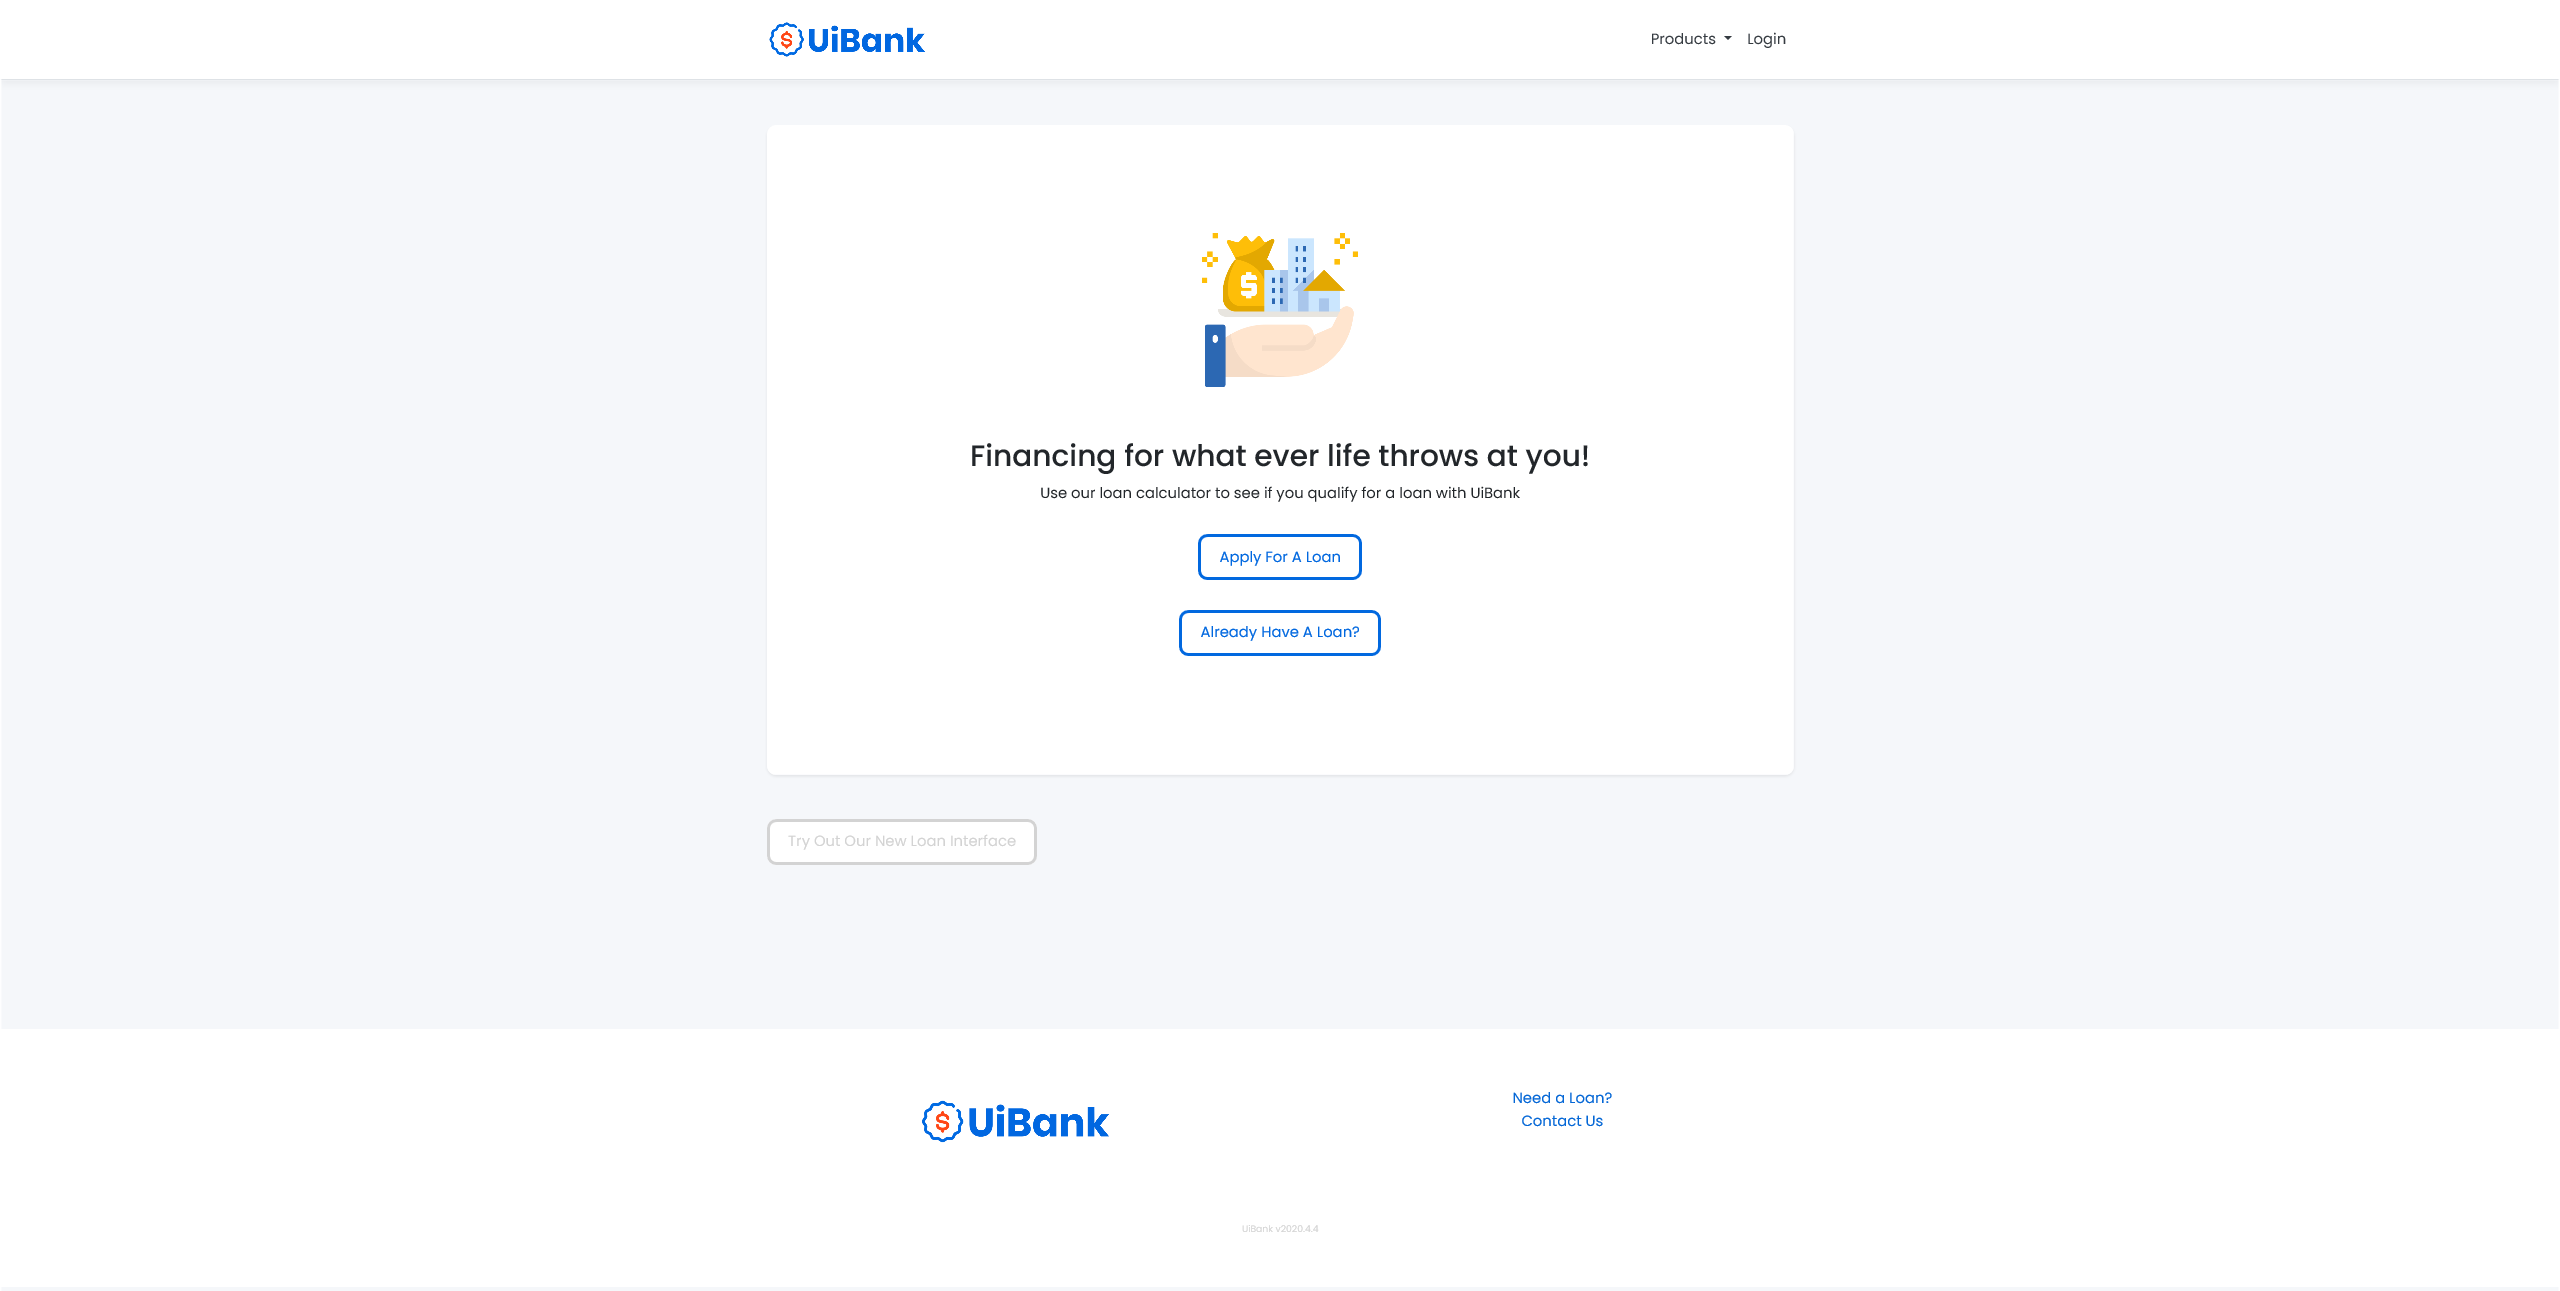 $ UiBank
Products Login
$
Financing for what ever life throws at you!
Use our loan calculator to see if you qualify for a loan with UiBank
Apply For A Loan
Already Have A Loan?
Try Out Our New Loan Interface
$ UiBank
Need a Loan?
Contact Us
UiBank v2020.4.4